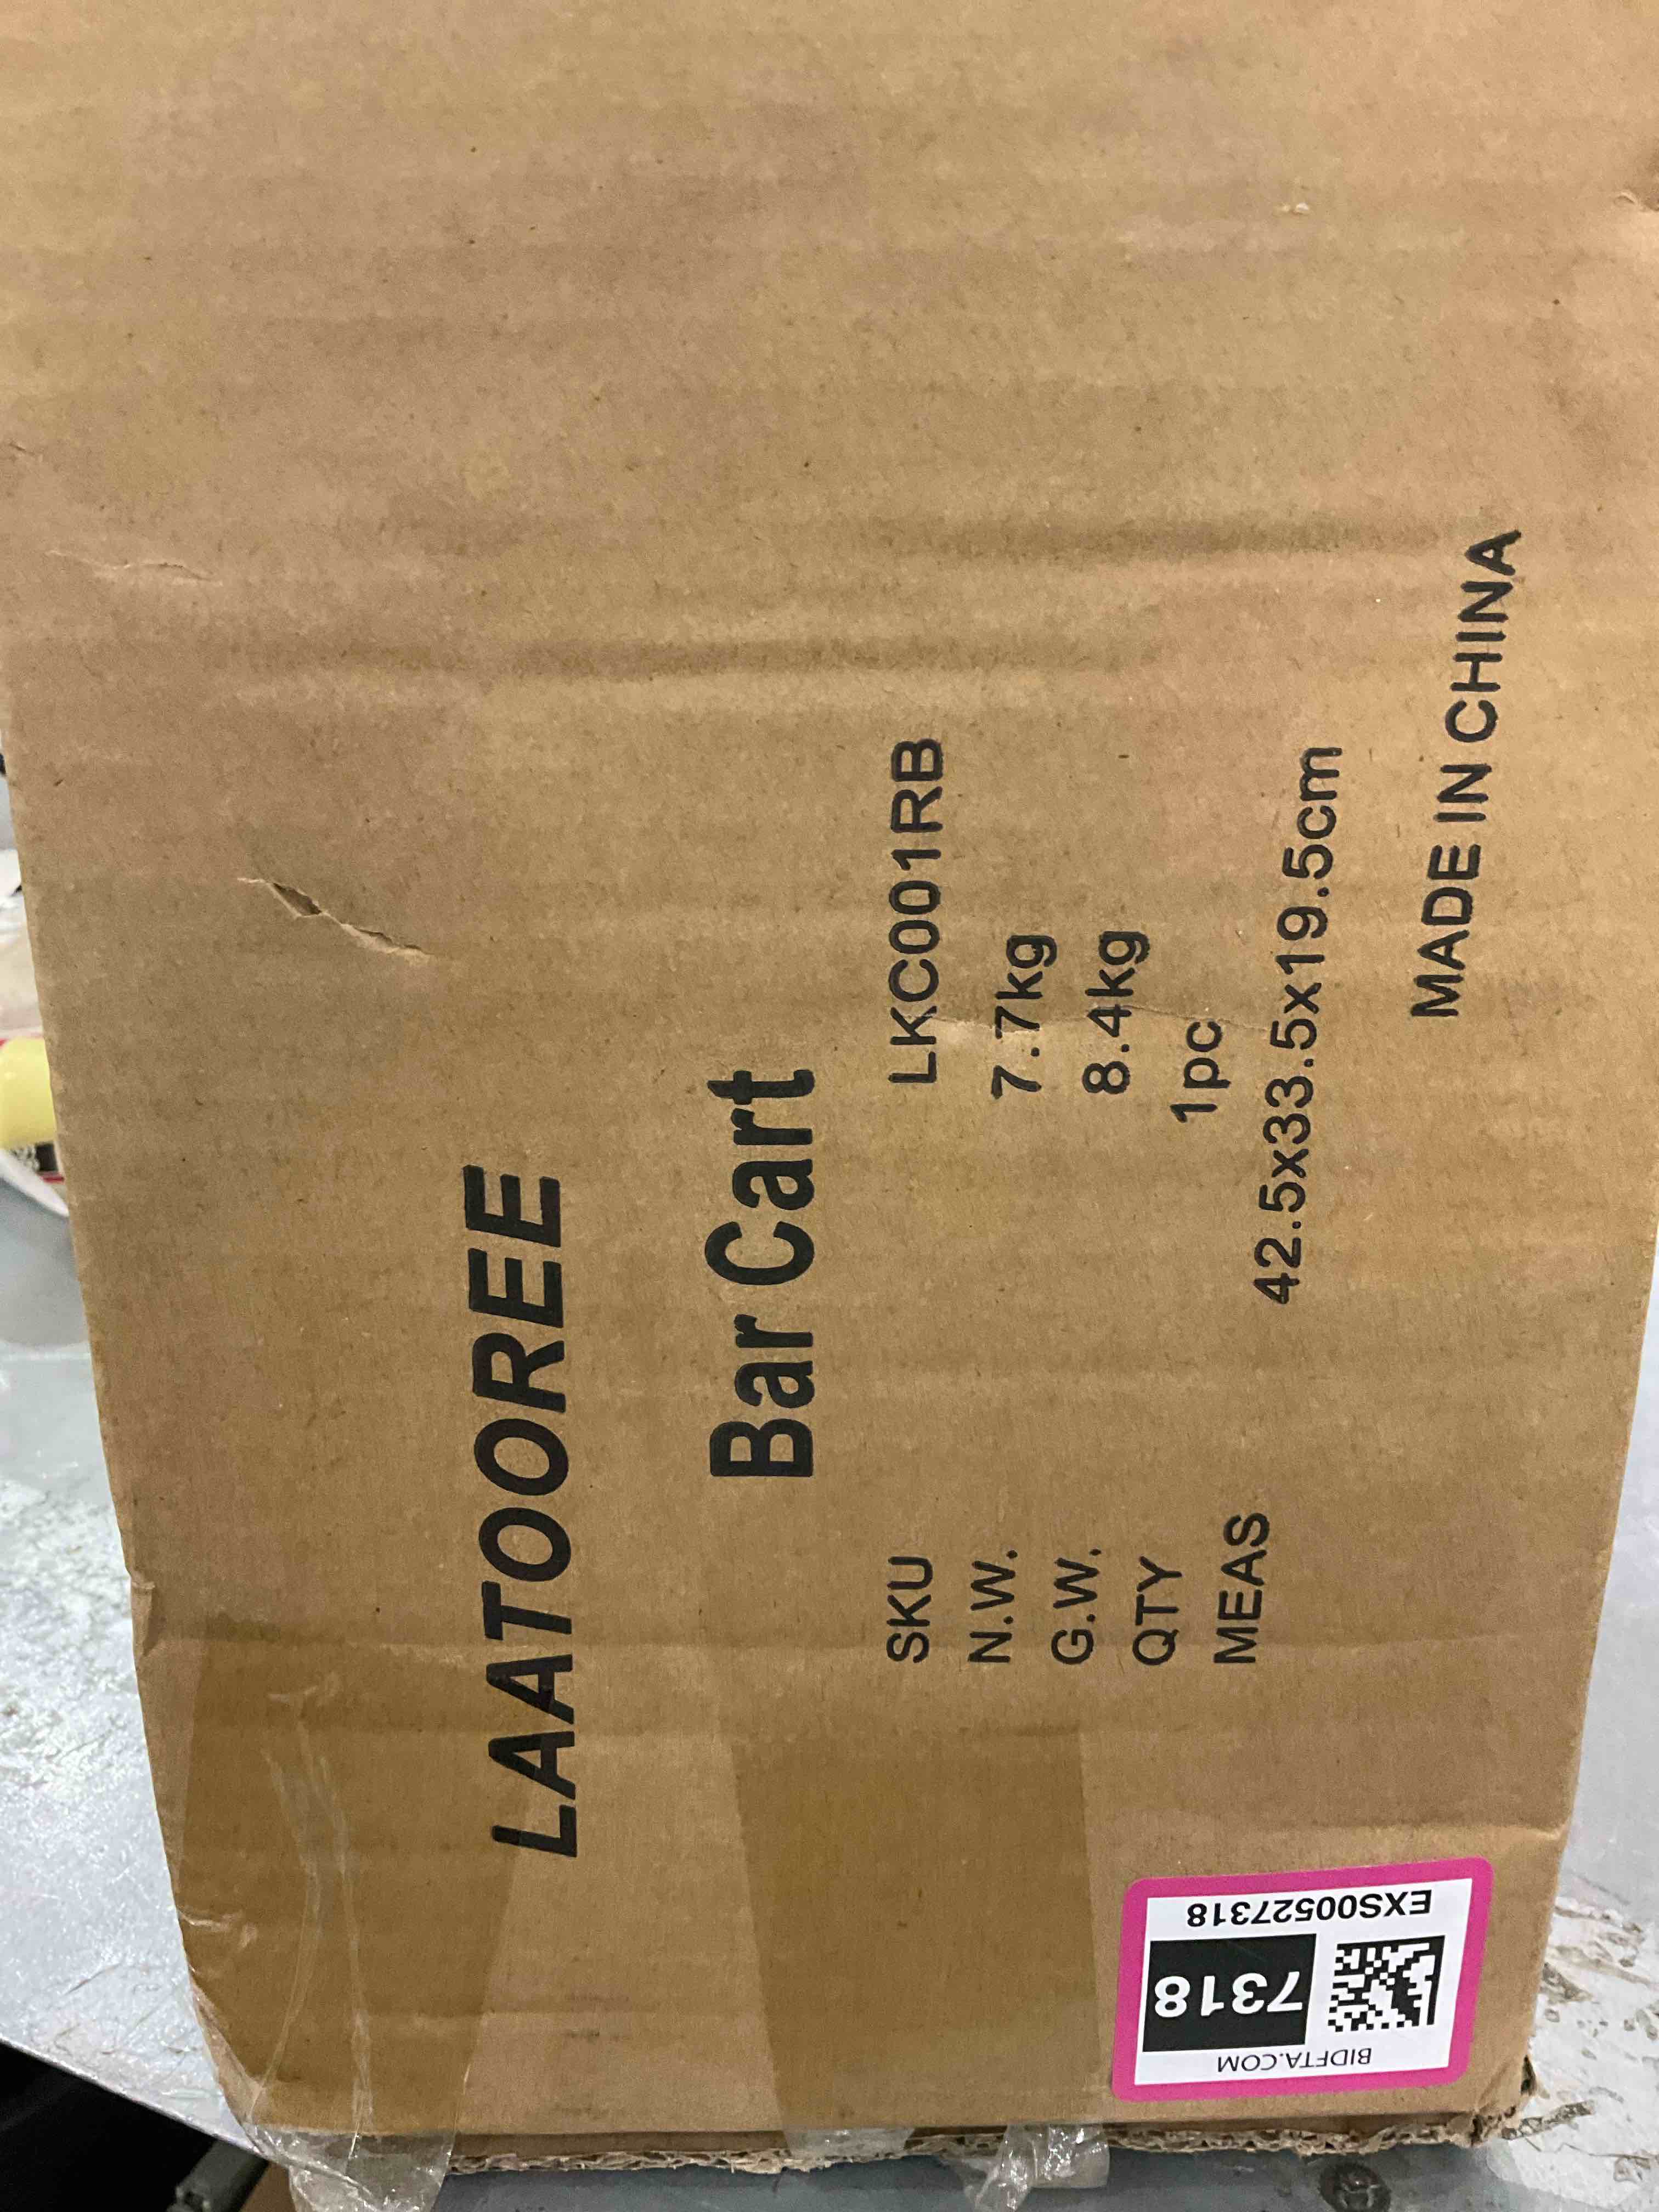 LAATOOREE
Bar Cart
SKU LKC001RB
N.W. 7.7kg
G.W. 8.4kg
QTY 1pc
MEAS 42.5x33.5x19.5cm
MADE IN CHINA
BIDFTA.COM
7318
EXS00527318